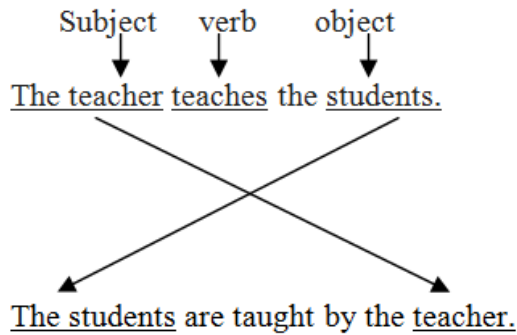 Subject verb object
The teacher teaches the students.
The students are taught by the teacher.